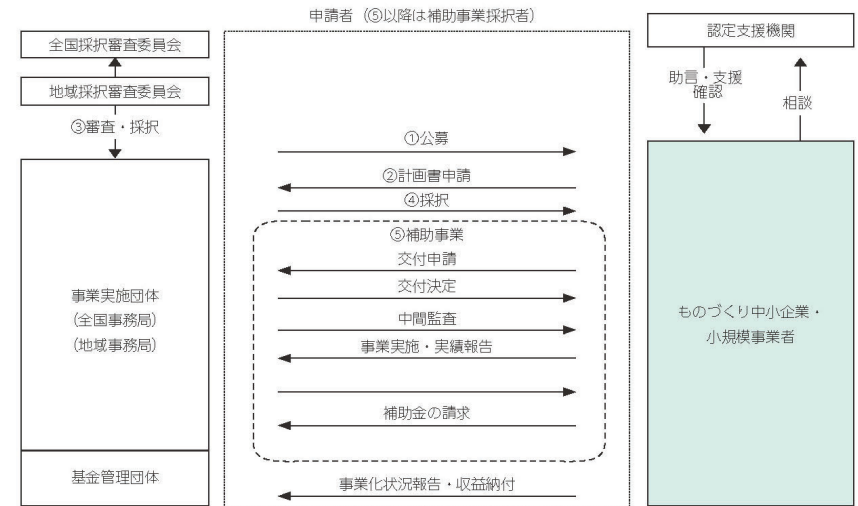 申請者（⑤以降は補助事業採択者）
全国採択審査委員会
地域採択審査委員会
③審査・採択
事業実施団体
（全国事務局）
（地域事務局）
基金管理団体
①公募
②計画書申請
④採択
⑤補助事業
交付申請
交付決定
中間監査
事業実施・実績報告
補助金の請求
事業化状況報告・収益納付
認定支援機関
助言・支援
確認
相談
ものづくり中小企業・
小規模事業者